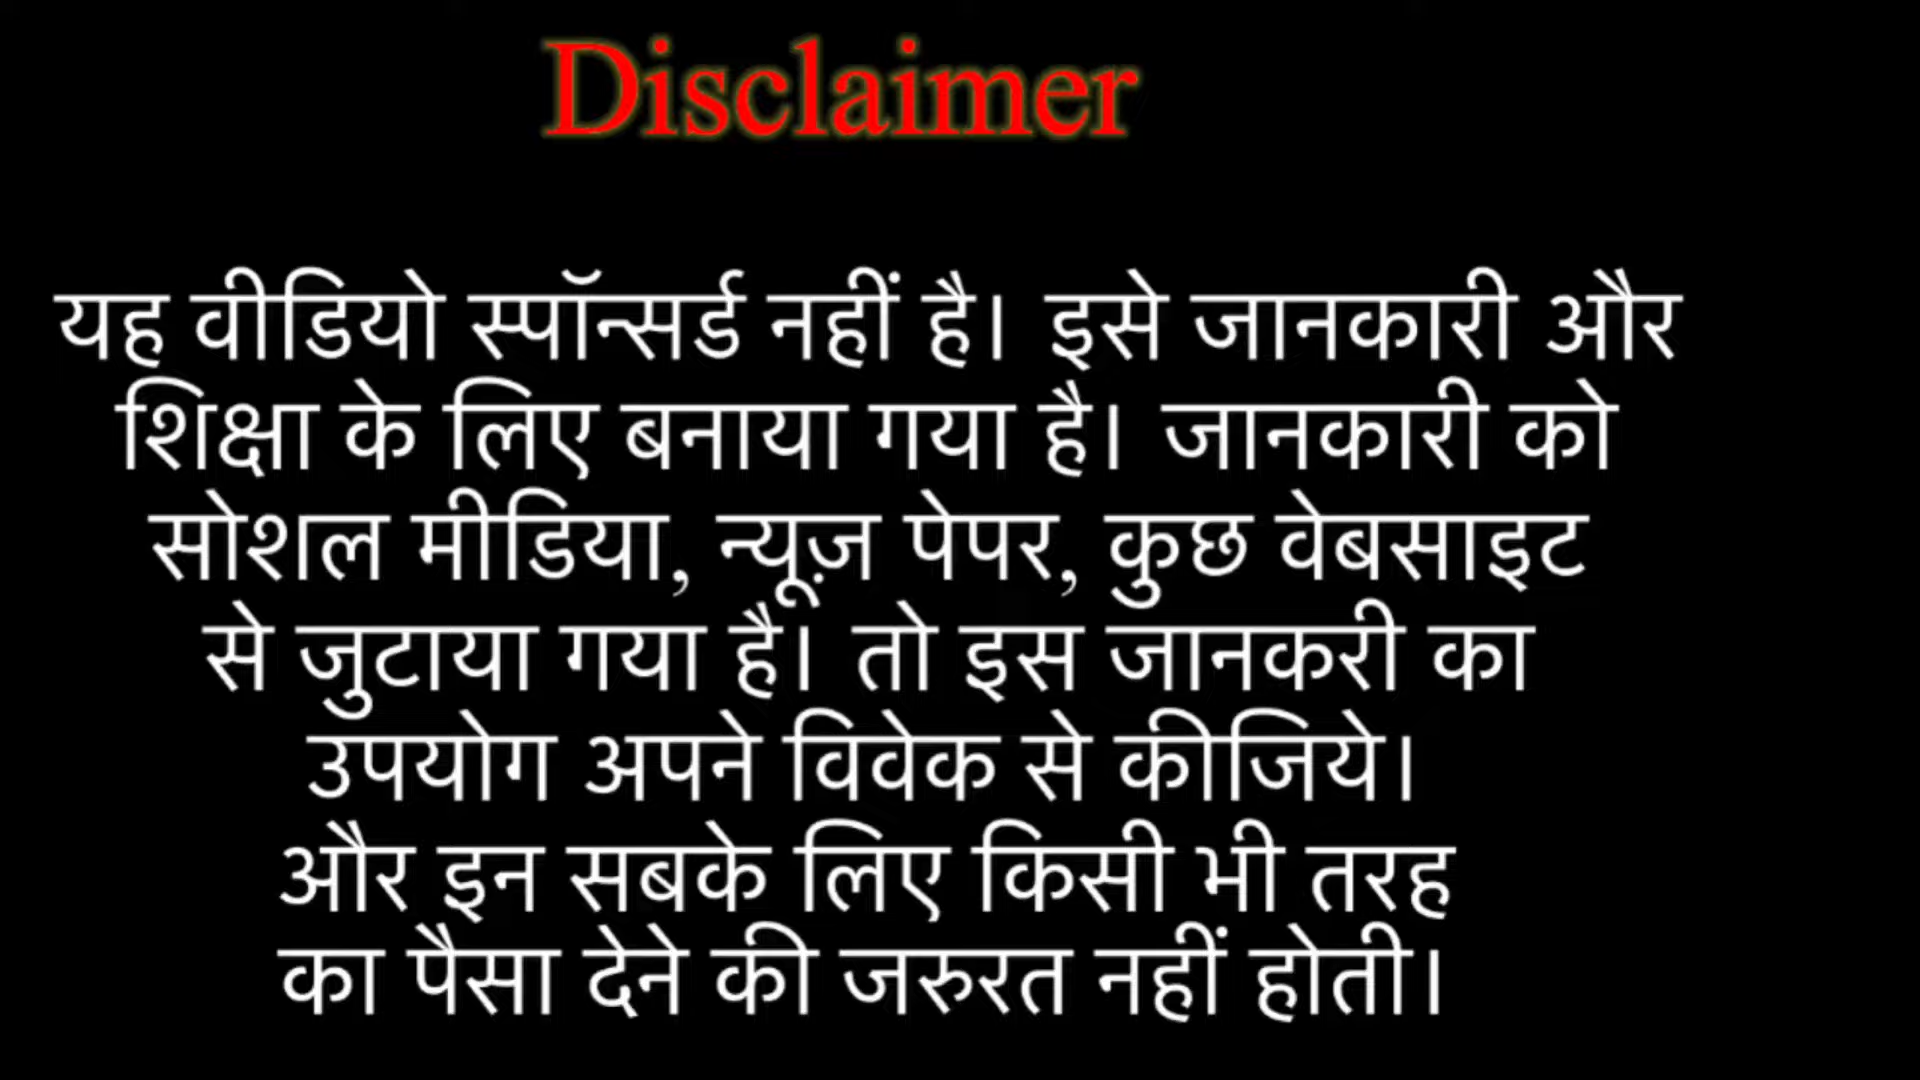 Disclaimer
यह वीडियो स्पॉन्सर्ड नहीं है। इसे जानकारी और
शिक्षा के लिए बनाया गया है। जानकारी को
सोशल मीडिया, न्यूज़ पेपर, कुछ वेबसाइट
से जुटाया गया है। तो इस जानकरी का
उपयोग अपने विवेक से कीजिये।
और इन सबके लिए किसी भी तरह
का पैसा देने की जरुरत नहीं होती।